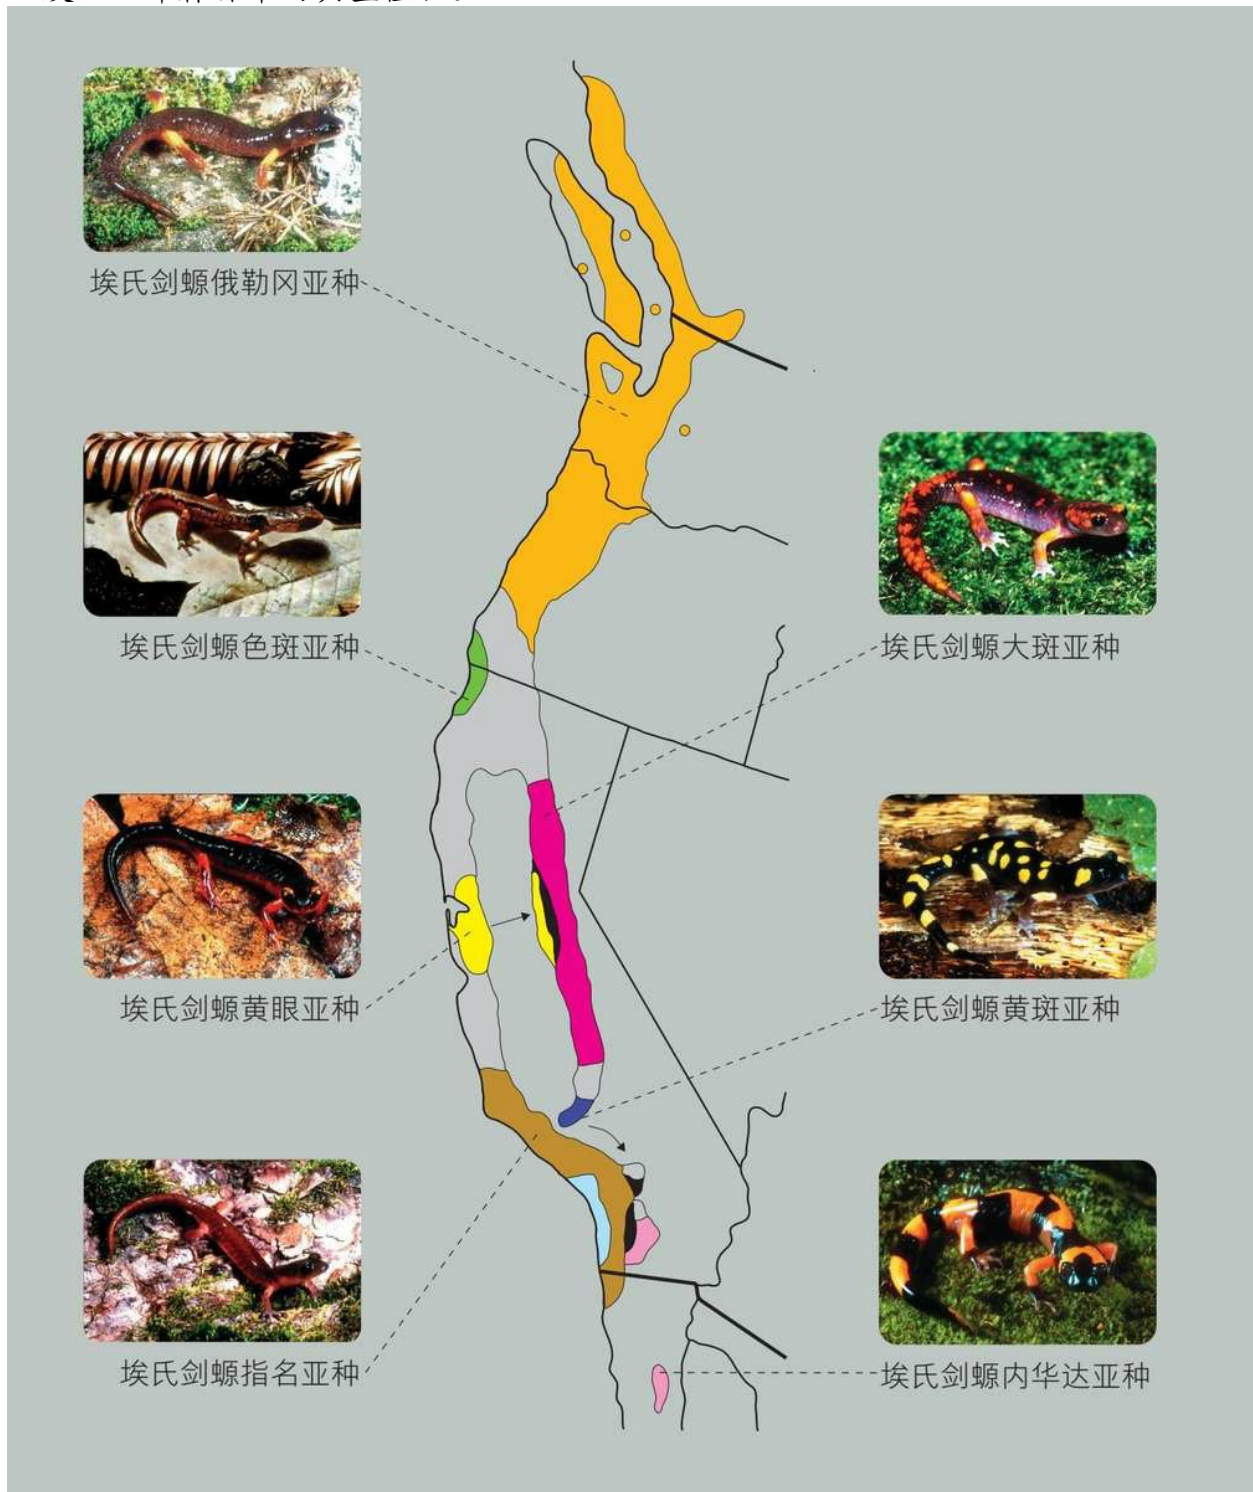 埃氏剑螈俄勒冈亚种
埃氏剑螈色斑亚种
埃氏剑螈大斑亚种
埃氏剑螈黄眼亚种
埃氏剑螈黄斑亚种
埃氏剑螈指名亚种
埃氏剑螈内华达亚种